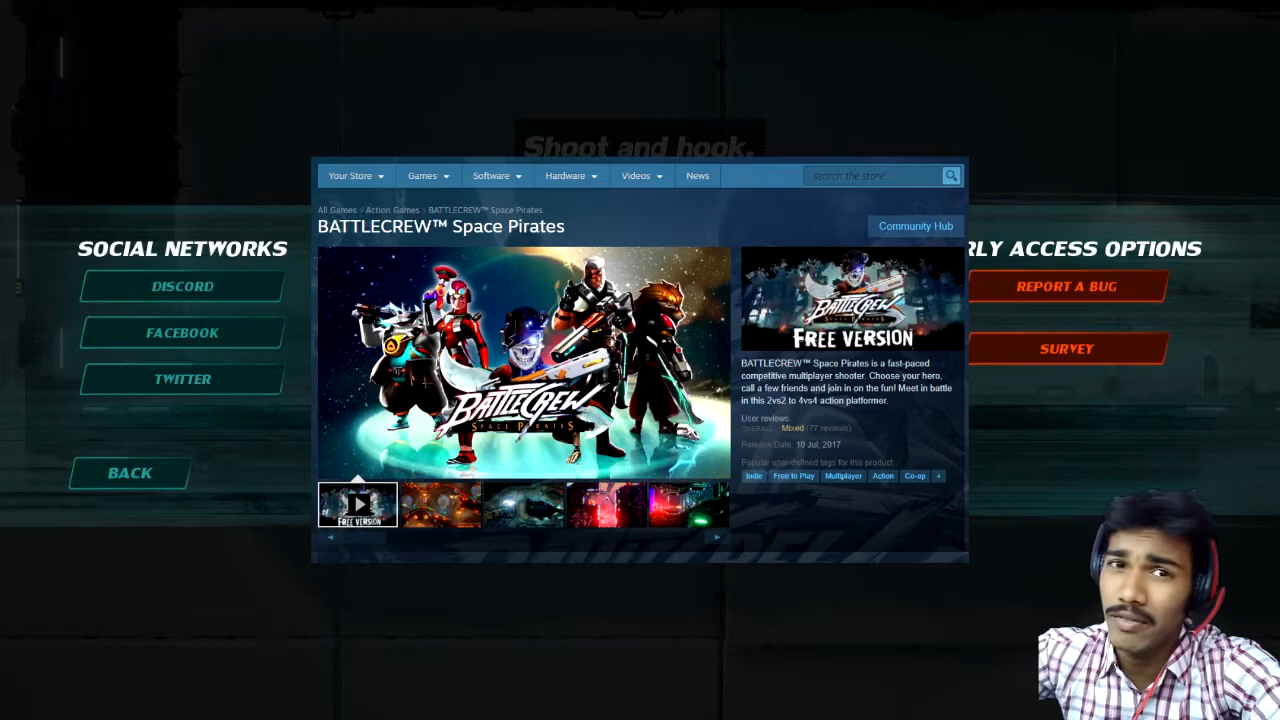 Shoot and hook.
Your Store
Games
Software
Hardware
Videos
News
search the store
All Games > Action Games > BATTLECREW™ Space Pirates
BATTLECREW™ Space Pirates
Community Hub
BATTLECREW
SPACE PIRATES
BATTLECREW
SPACE PIRATES
FREE VERSION
BATTLECREW™ Space Pirates is a fast-paced
competitive multiplayer shooter. Choose your hero,
call a few friends and join in on the fun! Meet in battle
in this 2vs2 to 4vs4 action platformer.
User reviews:
OVERALL: Mixed (77 reviews)
Release Date: 10 Jul, 2017
Popular user-defined tags for this product:
Indie
Free to Play
Multiplayer
Action
Co-op
+
FREE VERSION
SOCIAL NETWORKS
DISCORD
FACEBOOK
TWITTER
BACK
RLY ACCESS OPTIONS
REPORT A BUG
SURVEY